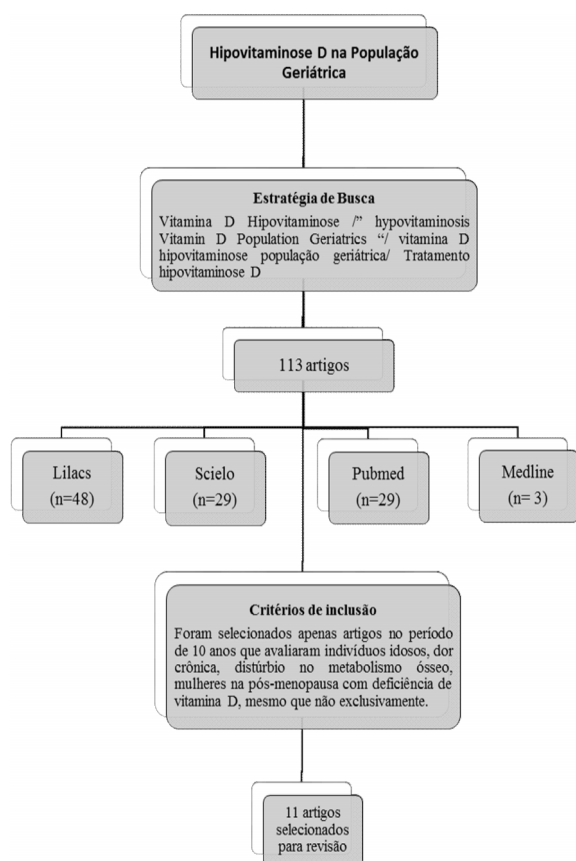 Hipovitaminose D na População
Geriátrica
Estratégia de Busca
Vitamina D Hipovitaminose /” hypovitaminosis
Vitamin D Population Geriatrics “/ vitamina D
hipovitaminose população geriátrica/ Tratamento
hipovitaminose D
113 artigos
Lilacs
(n=48)
Scielo
(n=29)
Pubmed
(n=29)
Medline
(n= 3)
Critérios de inclusão
Foram selecionados apenas artigos no período
de 10 anos que avaliaram indivíduos idosos, dor
crônica, distúrbio no metabolismo ósseo,
mulheres na pós-menopausa com deficiência de
vitamina D, mesmo que não exclusivamente.
11 artigos
selecionados
para revisão